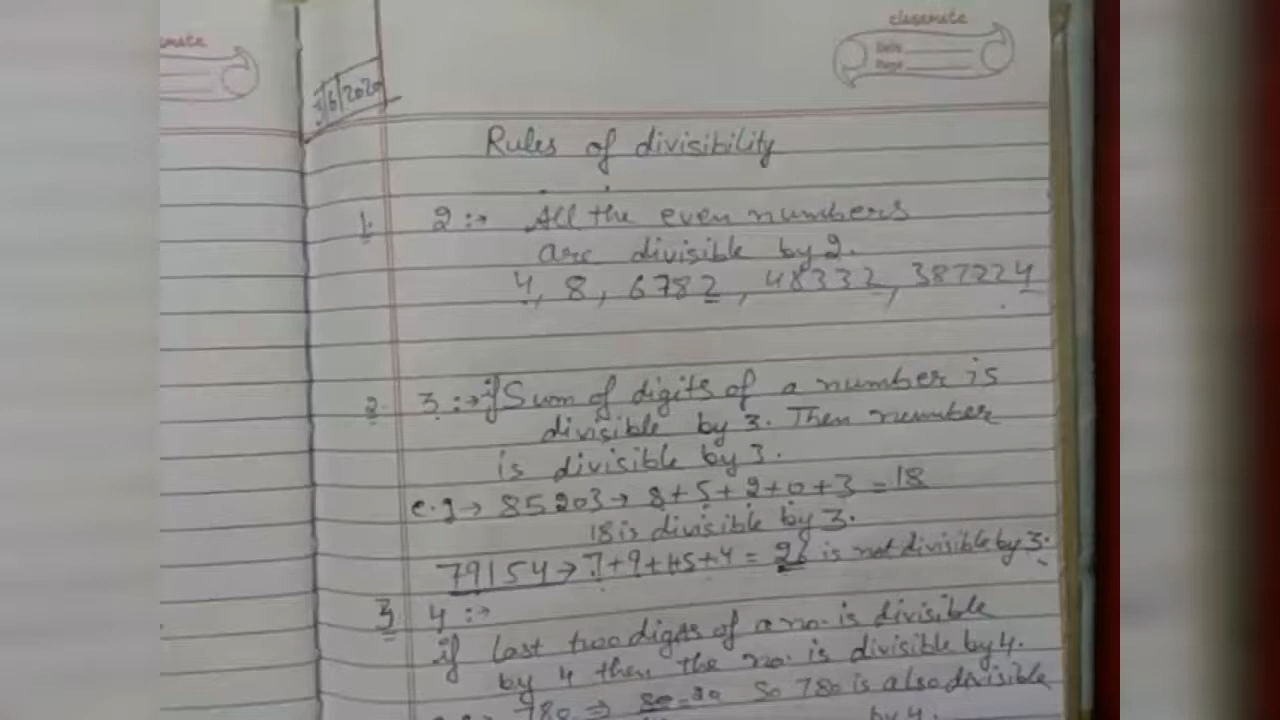 classmate
Date
Page
3/6/2020
Rules of divisibility
1. 2 :→ All the even numbers
are divisible by 2.
4, 8, 6782, 48332, 387224
2. 3 :→ if Sum of digits of a number is
divisible by 3. Then number
is divisible by 3.
e.g → 85203 → 8+5+2+0+3 = 18
18 is divisible by 3.
79154 → 7+9+1+5+4 = 26 is not divisible by 3.
3 4 :→
if last two digits of a no. is divisible
by 4 then the no. is divisible by 4.
780 ⇒ so 780 is also divisible
by 4.